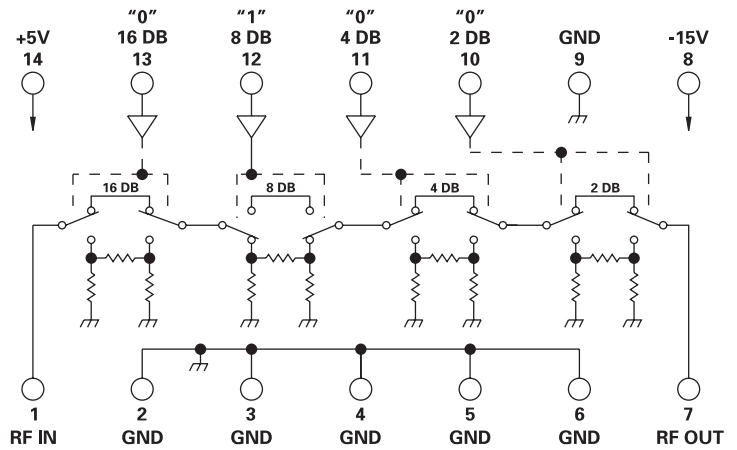 “0” “1” “0” “0”
+5V 16 DB 8 DB 4 DB 2 DB GND -15V
14 13 12 11 10 9 8
16 DB 8 DB 4 DB 2 DB
1 2 3 4 5 6 7
RF IN GND GND GND GND GND RF OUT